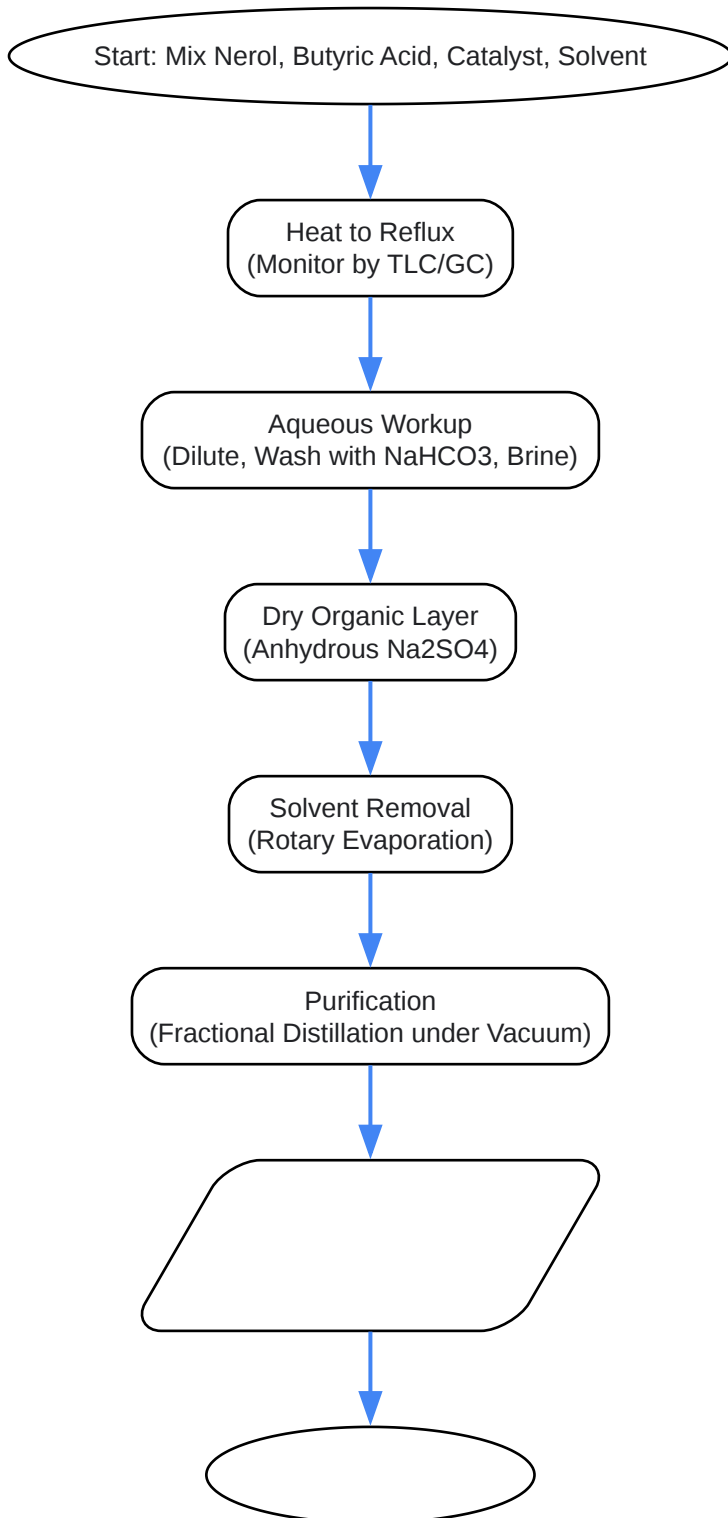 Start: Mix Nerol, Butyric Acid, Catalyst, Solvent
Heat to Reflux
(Monitor by TLC/GC)
Aqueous Workup
(Dilute, Wash with NaHCO3, Brine)
Dry Organic Layer
(Anhydrous Na2SO4)
Solvent Removal
(Rotary Evaporation)
Purification
(Fractional Distillation under Vacuum)